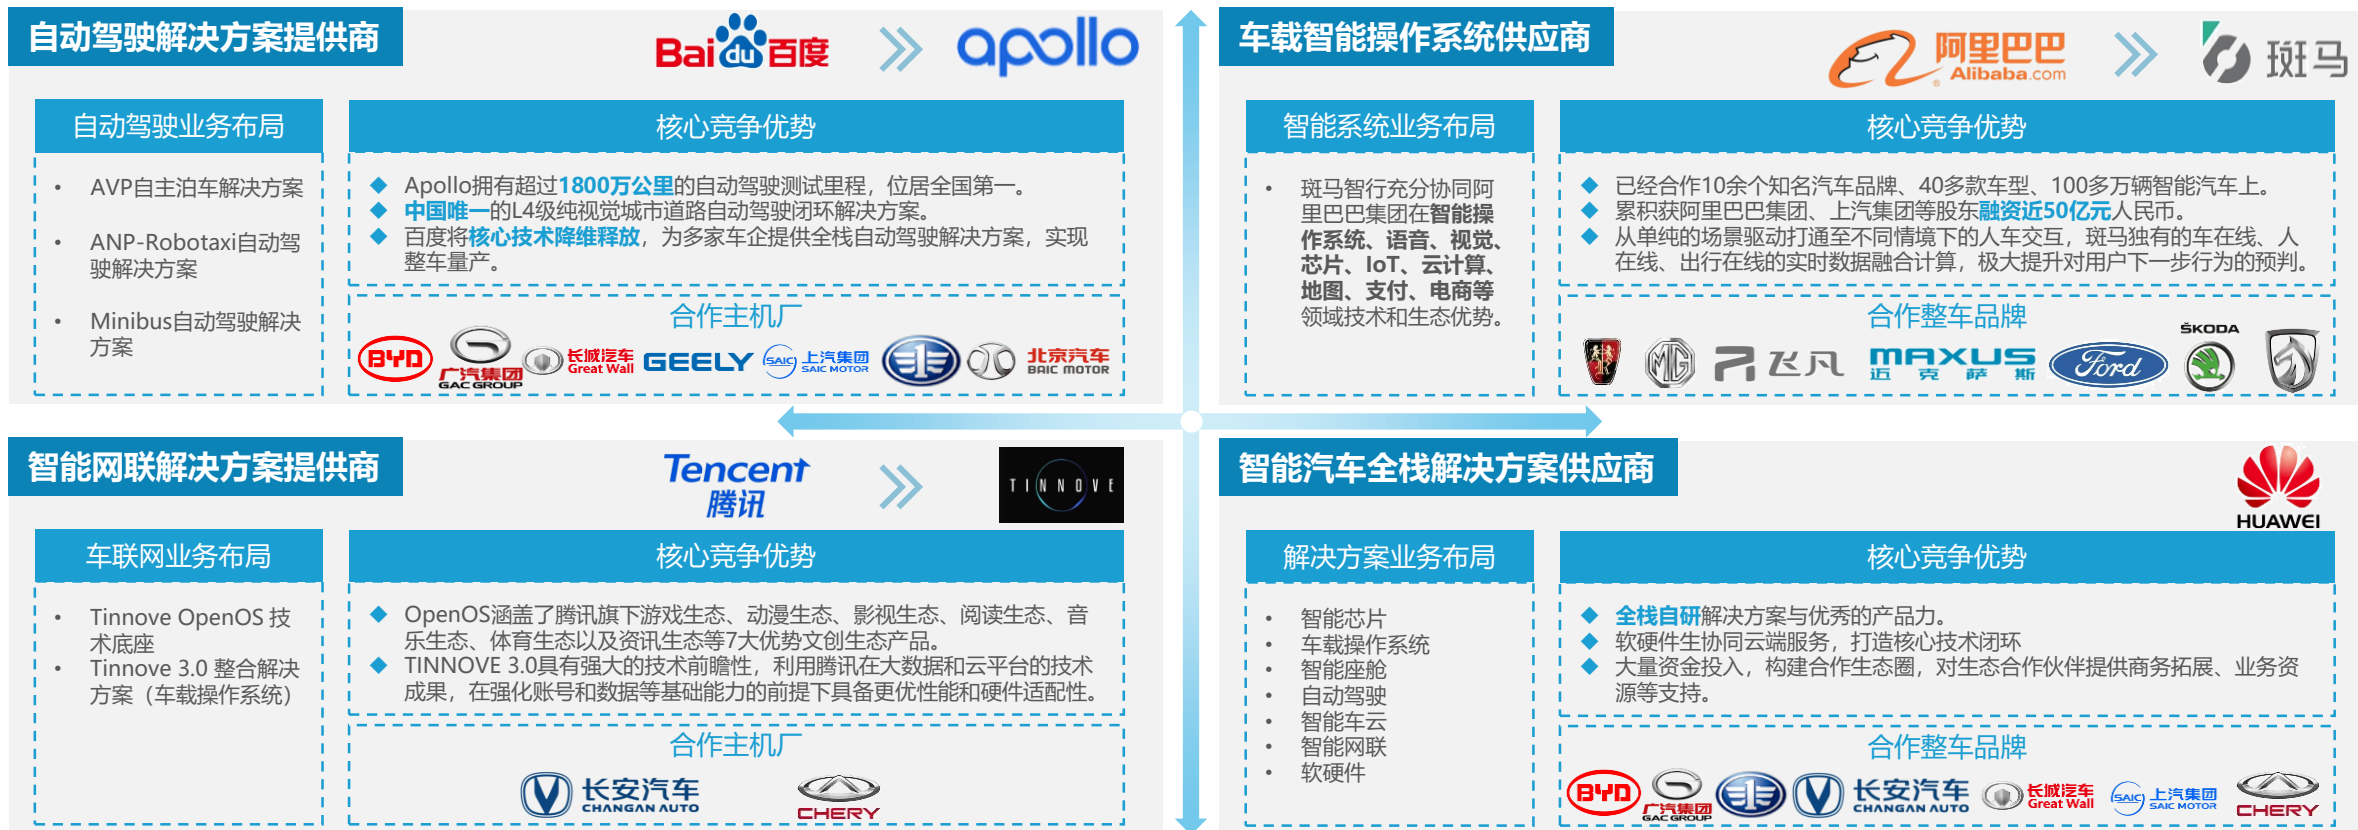 自动驾驶解决方案提供商
Baidu百度
apollo
自动驾驶业务布局
• AVP自主泊车解决方案
• ANP-Robotaxi自动驾
驶解决方案
• Minibus自动驾驶解决
方案
核心竞争优势
◆ Apollo拥有超过1800万公里的自动驾驶测试里程，位居全国第一。
◆ 中国唯一的L4级纯视觉城市道路自动驾驶闭环解决方案。
◆ 百度将核心技术降维释放，为多家车企提供全栈自动驾驶解决方案，实现
整车量产。
合作主机厂
BYD
广汽集团
GAC GROUP
长城汽车
Great Wall
GEELY
SAIC
上汽集团
SAIC MOTOR
北京汽车
BAIC MOTOR
车载智能操作系统供应商
阿里巴巴
Alibaba.com
斑马
智能系统业务布局
• 斑马智行充分协同阿
里巴巴集团在智能操
作系统、语音、视觉、
芯片、IoT、云计算、
地图、支付、电商等
领域技术和生态优势。
核心竞争优势
◆ 已经合作10余个知名汽车品牌、40多款车型、100多万辆智能汽车上。
◆ 累积获阿里巴巴集团、上汽集团等股东融资近50亿元人民币。
◆ 从单纯的场景驱动打通至不同情境下的人车交互，斑马独有的车在线、人
在线、出行在线的实时数据融合计算，极大提升对用户下一步行为的预判。
合作整车品牌
MG
飞凡
MAXUS
迈克萨斯
Ford
ŠKODA
智能网联解决方案提供商
Tencent
腾讯
TINNOVE
车联网业务布局
• Tinnove OpenOS 技
术底座
• Tinnove 3.0 整合解决
方案（车载操作系统）
核心竞争优势
◆ OpenOS涵盖了腾讯旗下游戏生态、动漫生态、影视生态、阅读生态、音
乐生态、体育生态以及资讯生态等7大优势文创生态产品。
◆ TINNOVE 3.0具有强大的技术前瞻性，利用腾讯在大数据和云平台的技术
成果，在强化账号和数据等基础能力的前提下具备更优性能和硬件适配性。
合作主机厂
长安汽车
CHANGAN AUTO
CHERY
智能汽车全栈解决方案供应商
HUAWEI
解决方案业务布局
• 智能芯片
• 车载操作系统
• 智能座舱
• 自动驾驶
• 智能车云
• 智能网联
• 软硬件
核心竞争优势
◆ 全栈自研解决方案与优秀的产品力。
◆ 软硬件生协同云端服务，打造核心技术闭环
◆ 大量资金投入，构建合作生态圈，对生态合作伙伴提供商务拓展、业务资
源等支持。
合作整车品牌
BYD
广汽集团
GAC GROUP
长安汽车
CHANGAN AUTO
长城汽车
Great Wall
SAIC
上汽集团
SAIC MOTOR
CHERY